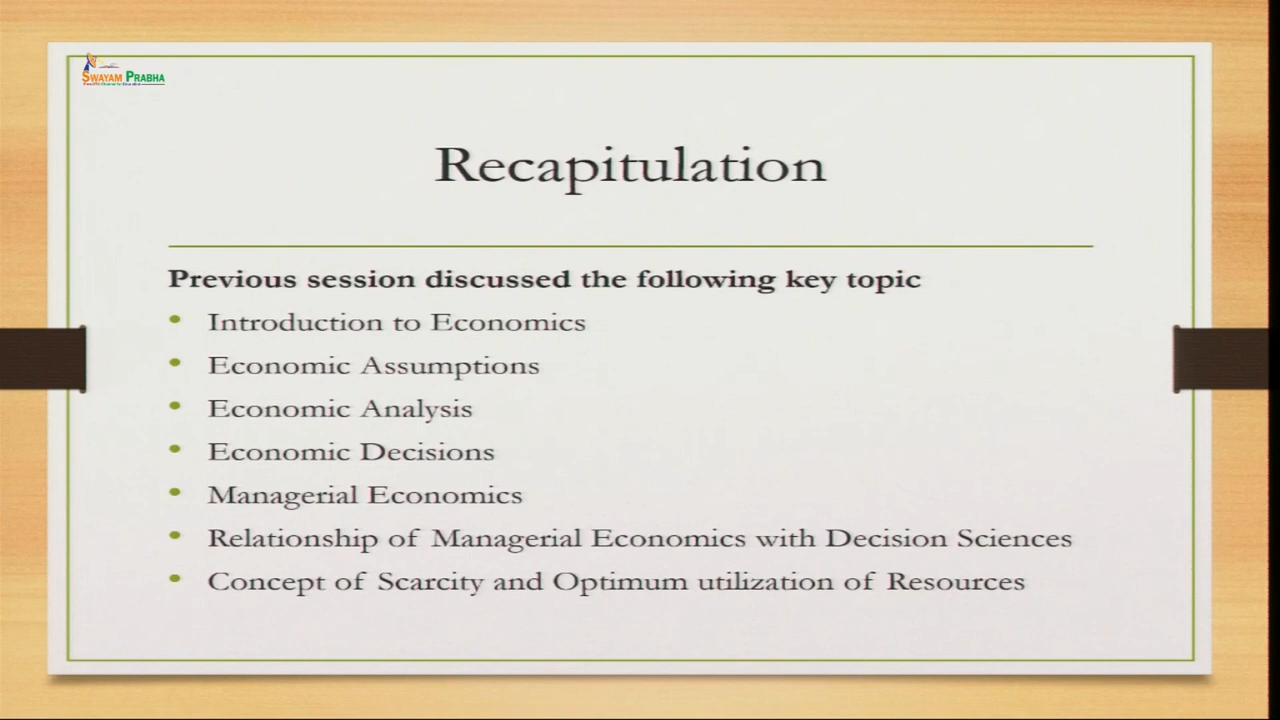 SWAYAM PRABHA
Recapitulation
Previous session discussed the following key topic
• Introduction to Economics
• Economic Assumptions
• Economic Analysis
• Economic Decisions
• Managerial Economics
• Relationship of Managerial Economics with Decision Sciences
• Concept of Scarcity and Optimum utilization of Resources